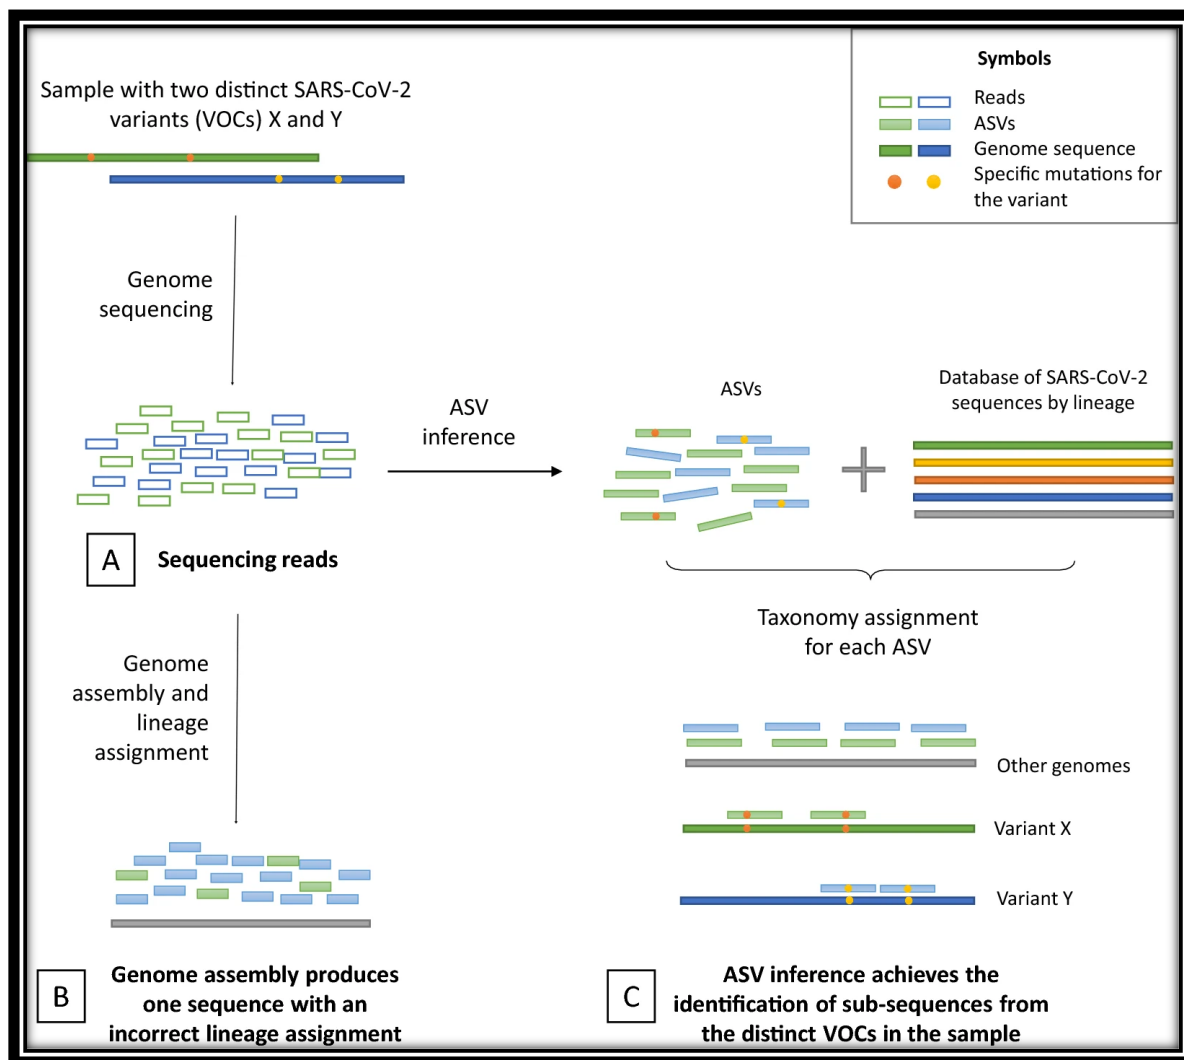 Sample with two distinct SARS-CoV-2
variants (VOCs) X and Y
Symbols
Reads
ASVs
Genome sequence
Specific mutations for
the variant
Genome
sequencing
ASV
inference
ASVs
Database of SARS-CoV-2
sequences by lineage
A
Sequencing reads
Taxonomy assignment
for each ASV
Genome
assembly and
lineage
assignment
Other genomes
Variant X
Variant Y
B
Genome assembly produces
one sequence with an
incorrect lineage assignment
C
ASV inference achieves the
identification of sub-sequences from
the distinct VOCs in the sample